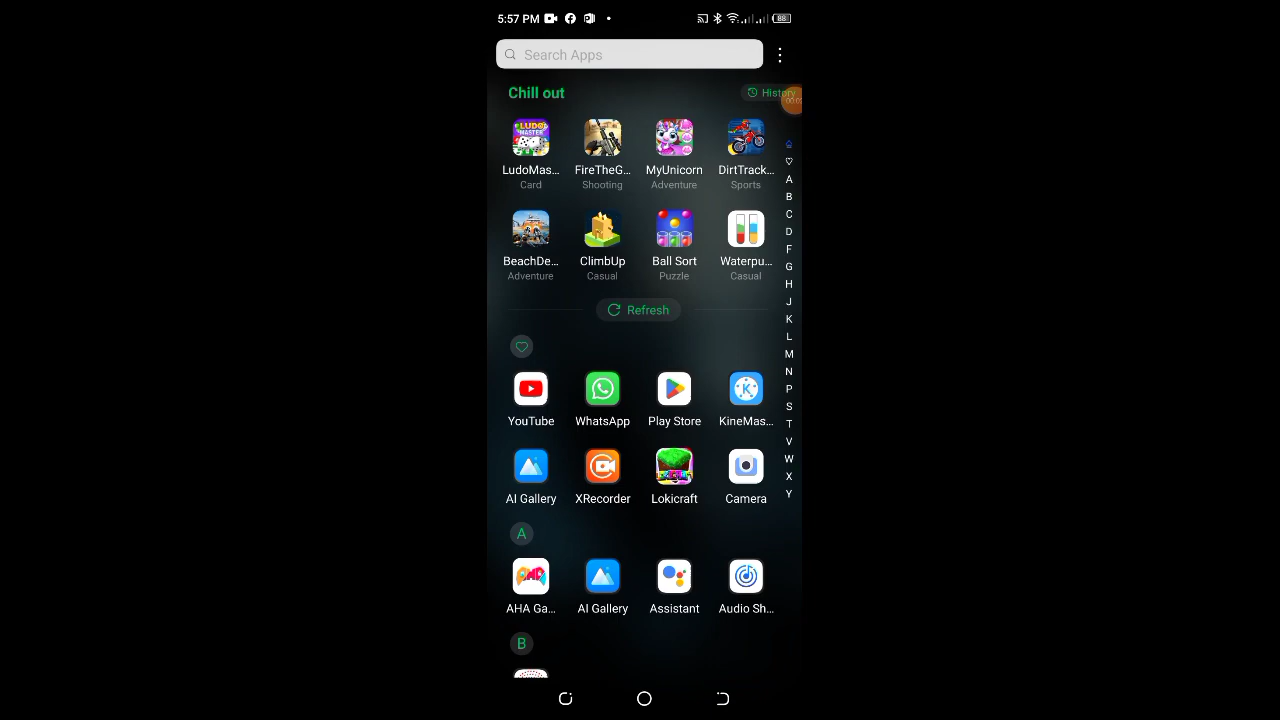 5:57 PM
88
Search Apps
Chill out
History
LudoMas... FireTheG... MyUnicorn DirtTrack...
Card Shooting Adventure Sports
BeachDe... ClimbUp Ball Sort Waterpu...
Adventure Casual Puzzle Casual
Refresh
YouTube WhatsApp Play Store KineMas...
AI Gallery XRecorder Lokicraft Camera
A
AHA Ga... AI Gallery Assistant Audio Sh...
B
A
B
C
D
F
G
H
J
K
L
M
N
P
S
T
V
W
X
Y